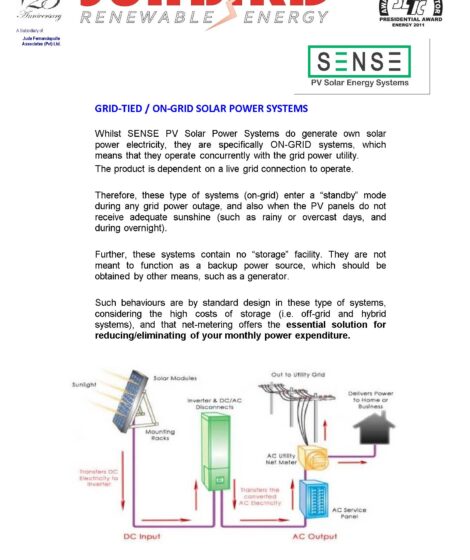 25
Anniversary
A Subsidiary of
Jude Fernandopulle
Associates (Pvt) Ltd.
RENEWABLE ENERGY
PRESIDENTIAL AWARD
ENERGY 2011
SENSE
PV Solar Energy Systems
GRID-TIED / ON-GRID SOLAR POWER SYSTEMS
Whilst SENSE PV Solar Power Systems do generate own solar
power electricity, they are specifically ON-GRID systems, which
means that they operate concurrently with the grid power utility.
The product is dependent on a live grid connection to operate.
Therefore, these type of systems (on-grid) enter a “standby” mode
during any grid power outage, and also when the PV panels do not
receive adequate sunshine (such as rainy or overcast days, and
during overnight).
Further, these systems contain no “storage” facility. They are not
meant to function as a backup power source, which should be
obtained by other means, such as a generator.
Such behaviours are by standard design in these type of systems,
considering the high costs of storage (i.e. off-grid and hybrid
systems), and that net-metering offers the essential solution for
reducing/eliminating of your monthly power expenditure.
Sunlight
Solar Modules
Mounting
Racks
Inverter & DC/AC
Disconnects
Out to Utility Grid
Delivers Power
to Home or
Business
Transfers DC
Electricity to
Inverter
Transfers the
converted
AC Electricity
AC Utility
Net Meter
AC Service
Panel
DC Input
AC Output